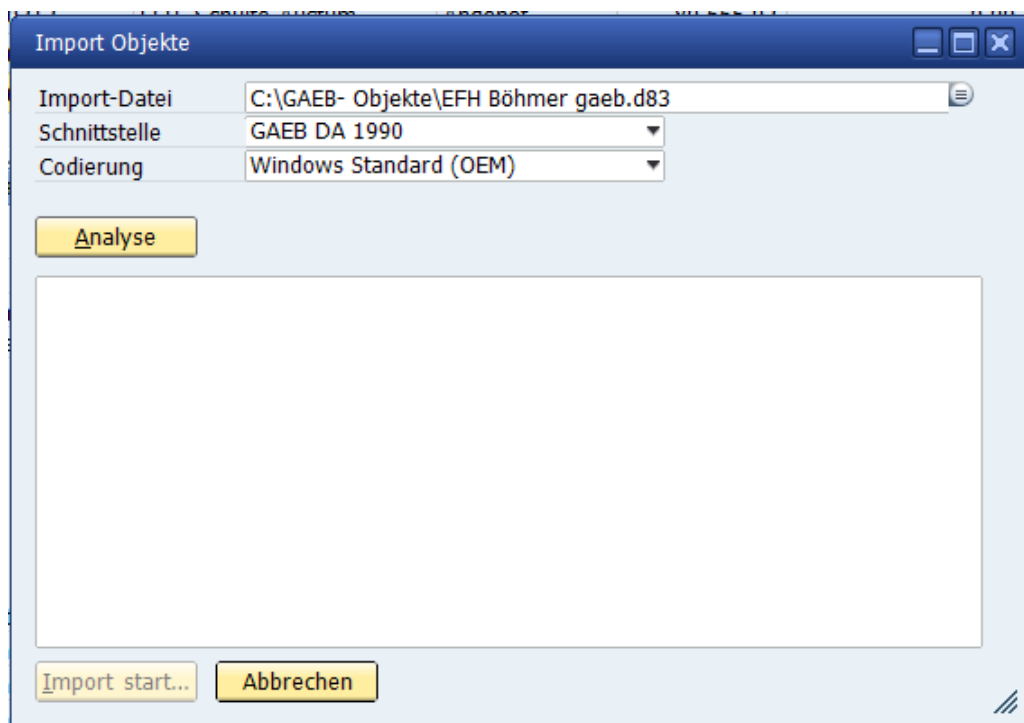 Import Objekte
Import-Datei C:\GAEB- Objekte\EFH Böhmer gaeb.d83
Schnittstelle GAEB DA 1990
Codierung Windows Standard (OEM)
Analyse
Import start...
Abbrechen